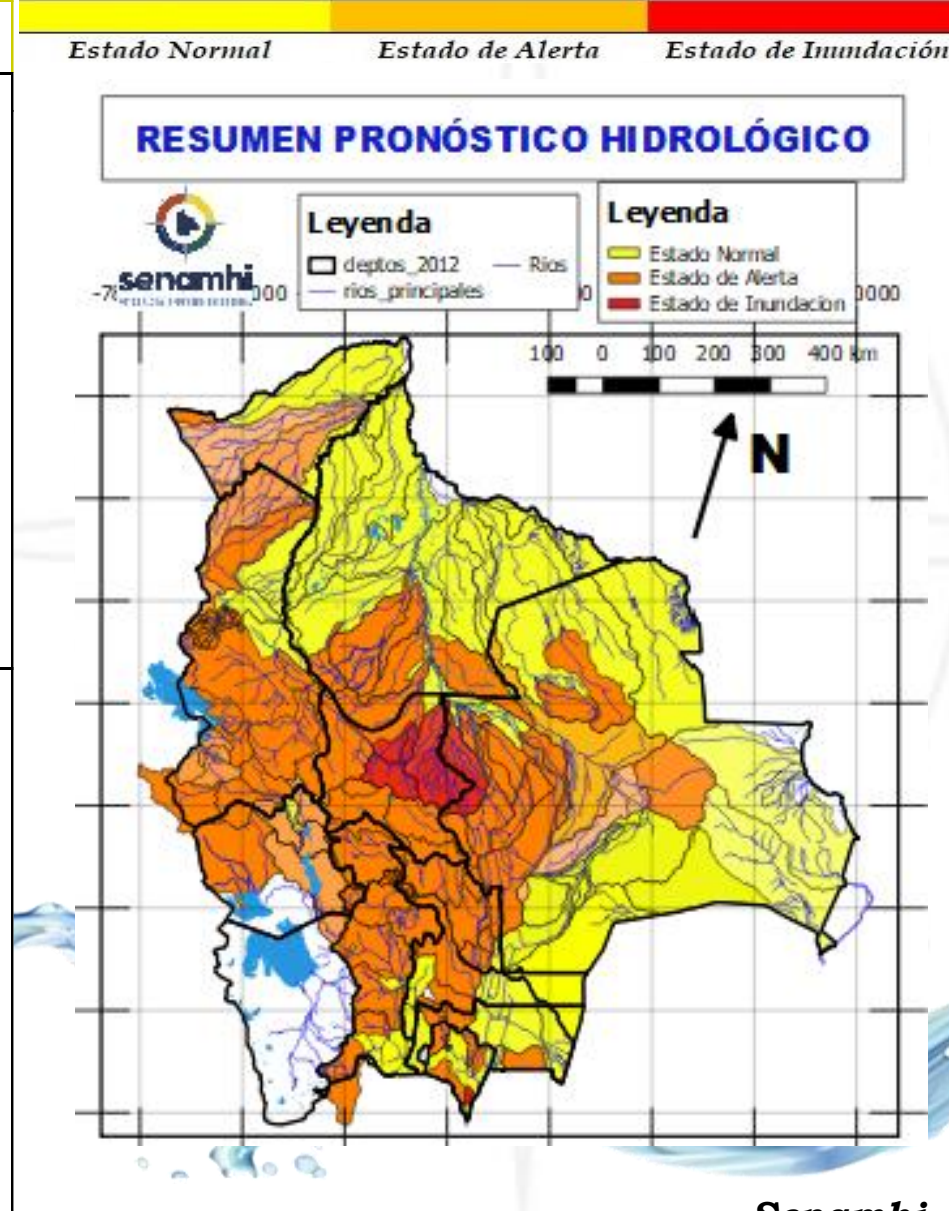 Estado Normal Estado de Alerta Estado de Inundación
RESUMEN PRONÓSTICO HIDROLÓGICO
senamhi
Leyenda
deptos_2012 Rios
rios_principales
Leyenda
Estado Normal
Estado de Alerta
Estado de Inundacion
100 0 100 200 300 400 km
N